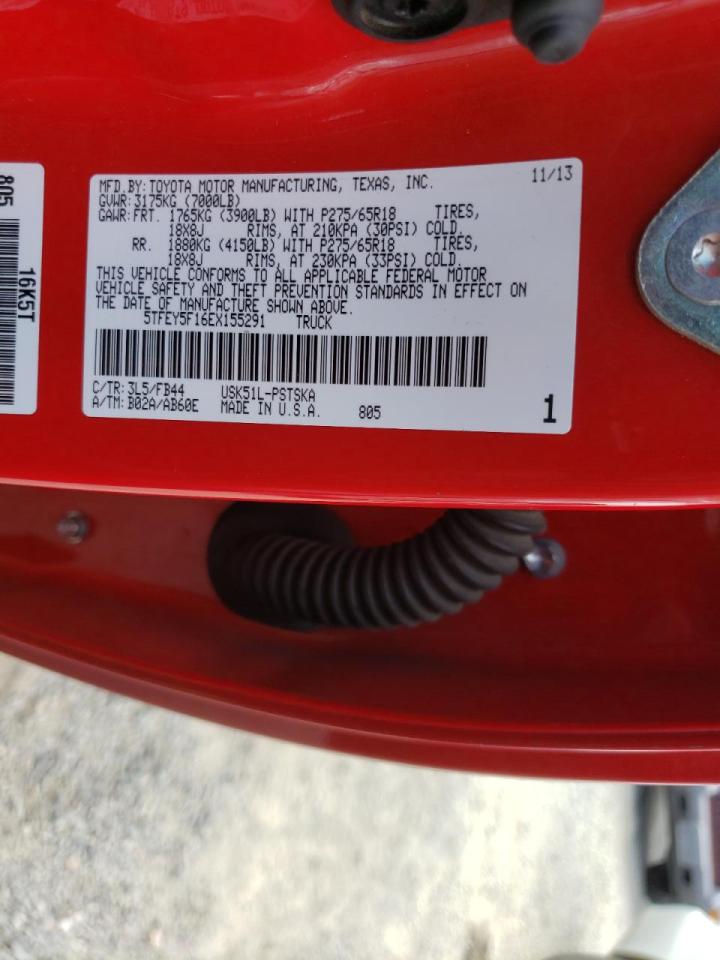 MFD.BY:TOYOTA MOTOR MANUFACTURING, TEXAS, INC. 11/13
GVWR:3175KG (7000LB)
GAWR:FRT. 1765KG (3900LB) WITH P275/65R18 TIRES,
18X8J RIMS, AT 210KPA (30PSI) COLD.
RR. 1880KG (4150LB) WITH P275/65R18 TIRES,
18X8J RIMS, AT 230KPA (33PSI) COLD.
THIS VEHICLE CONFORMS TO ALL APPLICABLE FEDERAL MOTOR
VEHICLE SAFETY AND THEFT PREVENTION STANDARDS IN EFFECT ON
THE DATE OF MANUFACTURE SHOWN ABOVE.
5TFEY5F16EX155291 TRUCK
C/TR:3L5/FB44 USK51L-PSTSKA
A/TM:B02A/AB60E MADE IN U.S.A. 805 1
805
16K5T